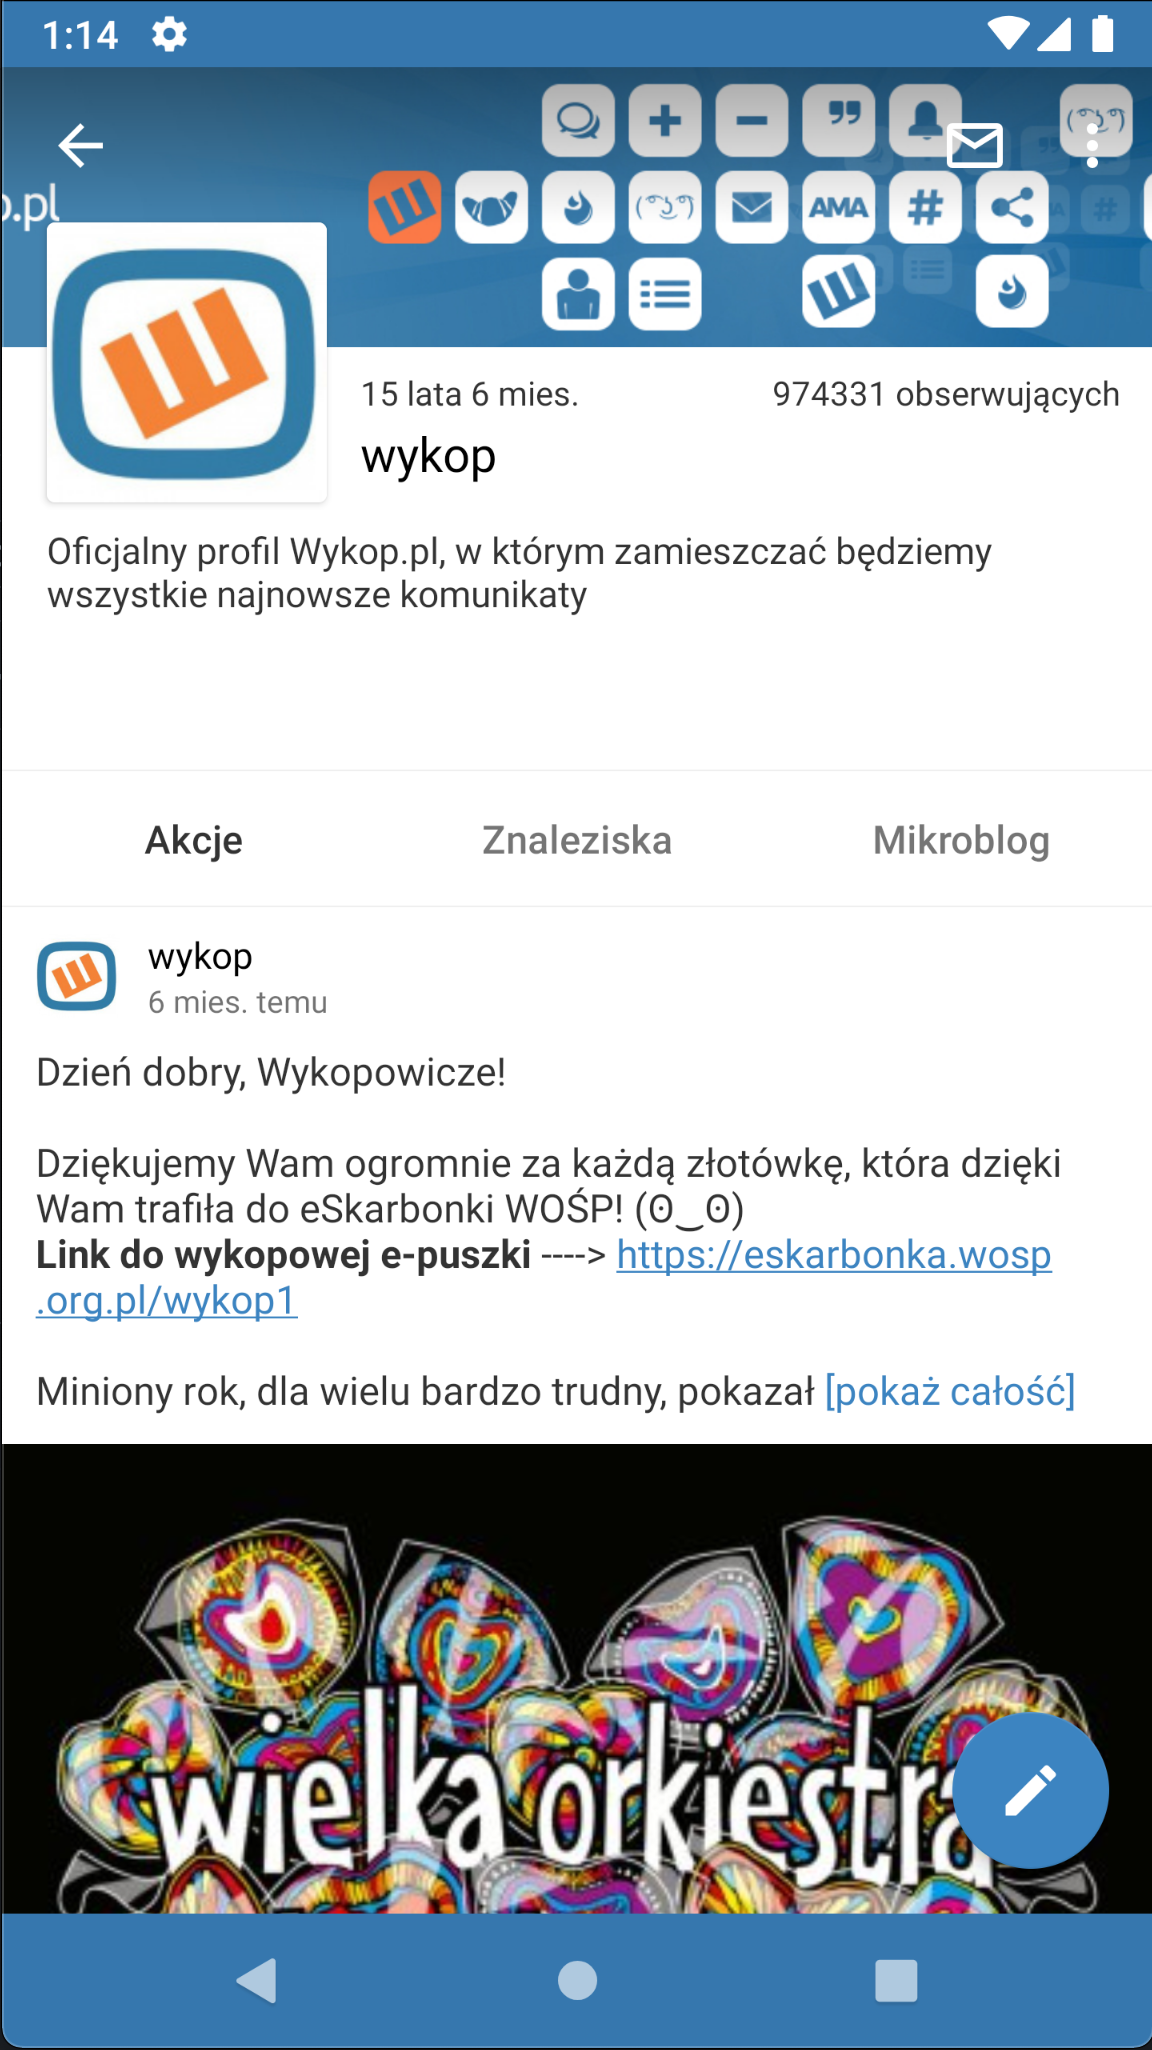 1:14
.pl
AMA
#
15 lata 6 mies.
974331 obserwujących
wykop
Oficjalny profil Wykop.pl, w którym zamieszczać będziemy
wszystkie najnowsze komunikaty
Akcje
Znaleziska
Mikroblog
wykop
6 mies. temu
Dzień dobry, Wykopowicze!
Dziękujemy Wam ogromnie za każdą złotówkę, która dzięki
Wam trafiła do eSkarbonki WOŚP! (ʘ‿ʘ)
Link do wykopowej e-puszki ----> https://eskarbonka.wosp
.org.pl/wykop1
Miniony rok, dla wielu bardzo trudny, pokazał [pokaż całość]
wielka orkiestra